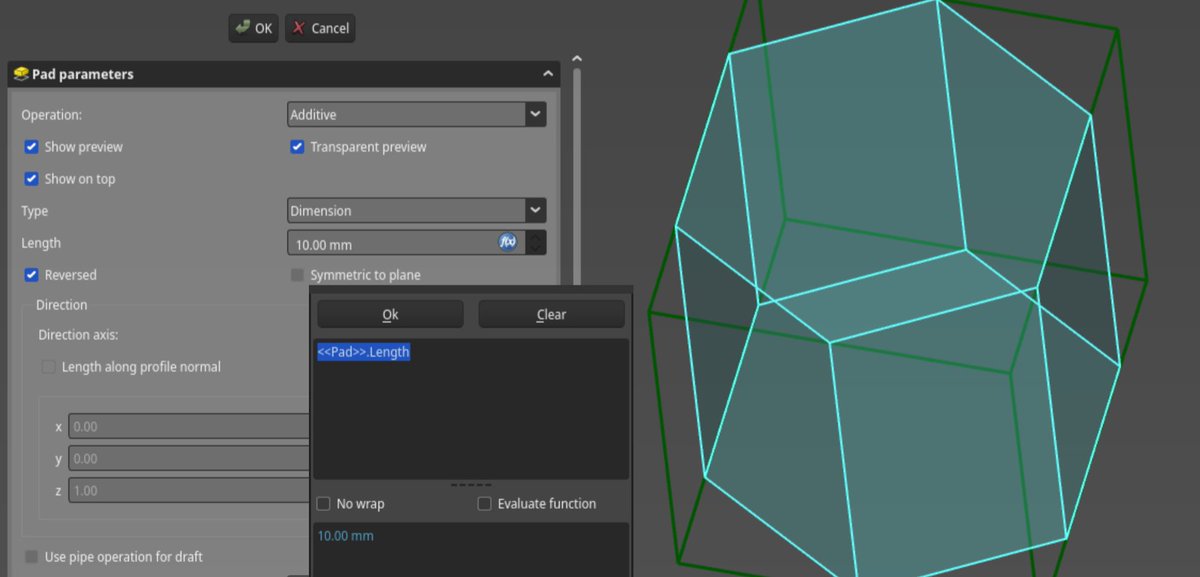 OK Cancel
Pad parameters
Operation: Additive
Show preview Transparent preview
Show on top
Type Dimension
Length 10.00 mm f(x)
Reversed Symmetric to plane
Direction
Ok Clear
Direction axis:
<<Pad>>.Length
Length along profile normal
x 0.00
y 0.00
z 1.00
No wrap Evaluate function
10.00 mm
Use pipe operation for draft